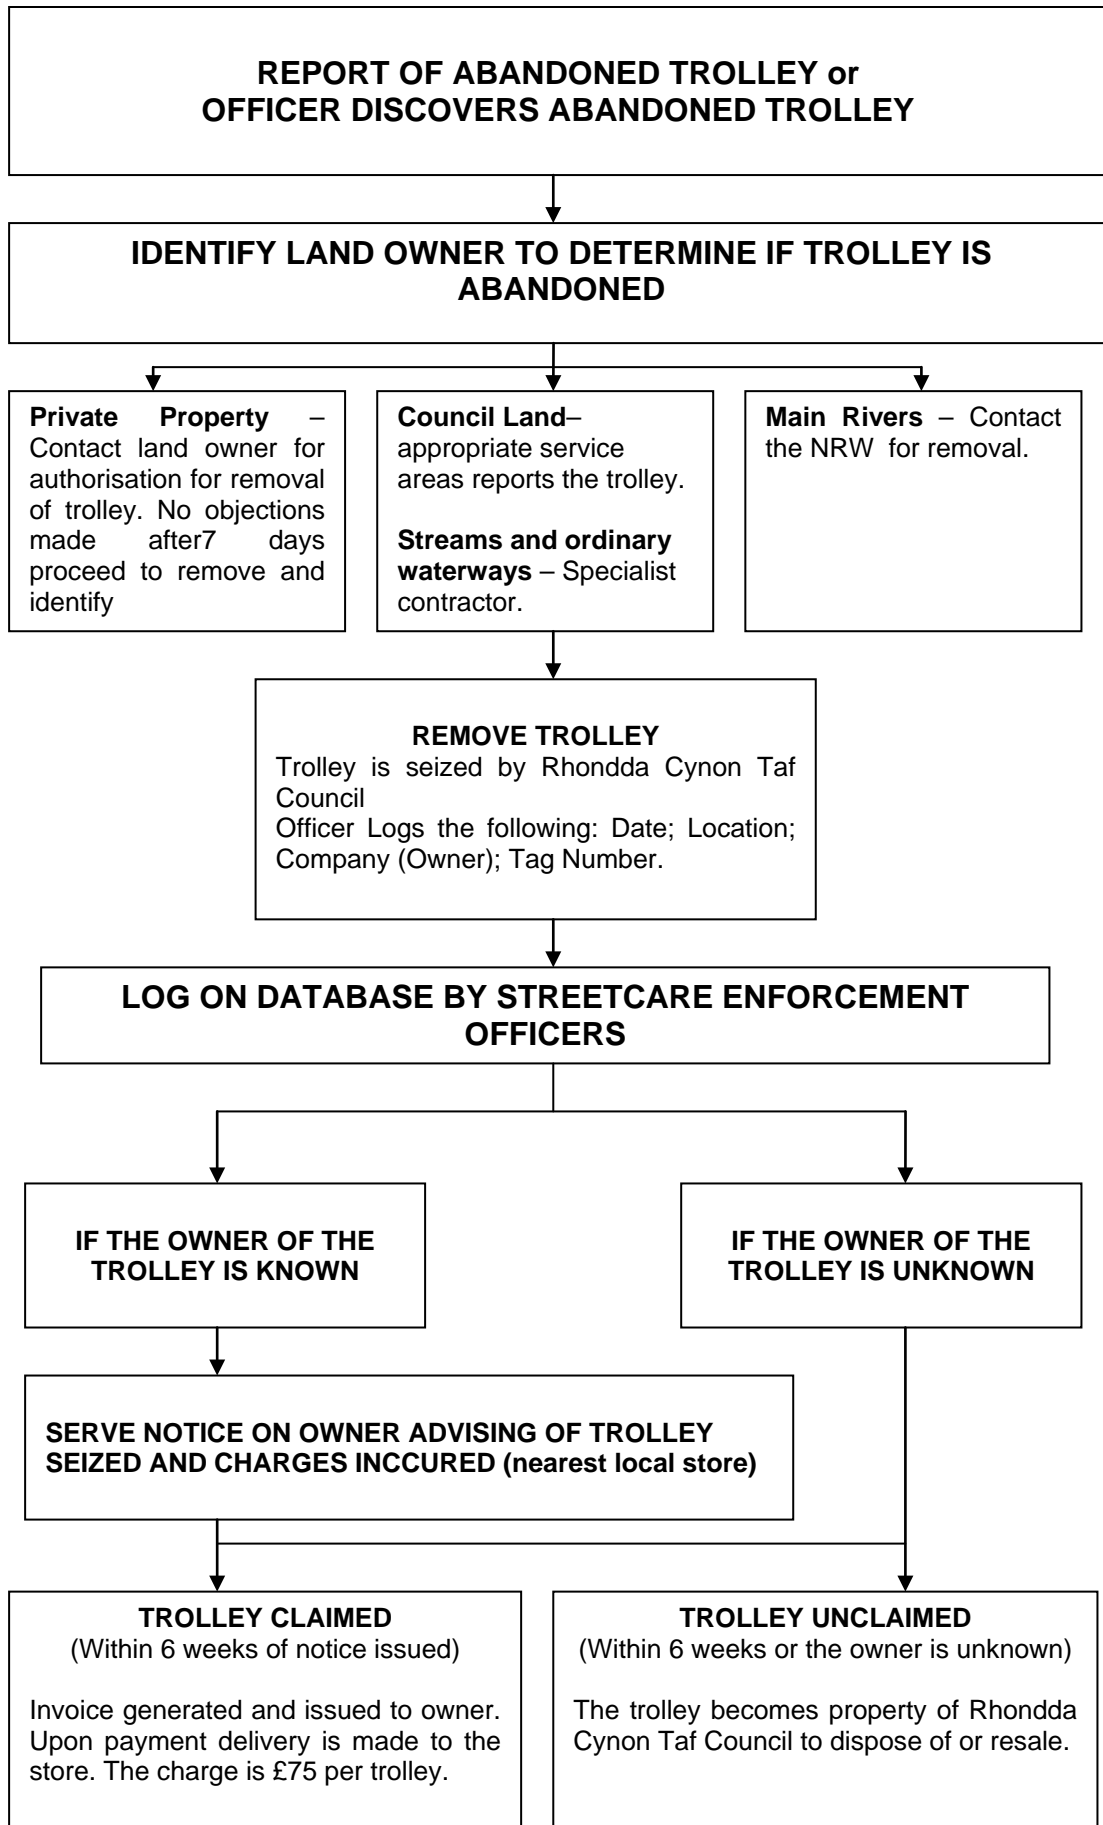 REPORT OF ABANDONED TROLLEY or
OFFICER DISCOVERS ABANDONED TROLLEY
IDENTIFY LAND OWNER TO DETERMINE IF TROLLEY IS
ABANDONED
Private Property –
Contact land owner for
authorisation for removal
of trolley. No objections
made after7 days
proceed to remove and
identify
Council Land–
appropriate service
areas reports the trolley.
Streams and ordinary
waterways – Specialist
contractor.
Main Rivers – Contact
the NRW for removal.
REMOVE TROLLEY
Trolley is seized by Rhondda Cynon Taf
Council
Officer Logs the following: Date; Location;
Company (Owner); Tag Number.
LOG ON DATABASE BY STREETCARE ENFORCEMENT
OFFICERS
IF THE OWNER OF THE
TROLLEY IS KNOWN
IF THE OWNER OF THE
TROLLEY IS UNKNOWN
SERVE NOTICE ON OWNER ADVISING OF TROLLEY
SEIZED AND CHARGES INCCURED (nearest local store)
TROLLEY CLAIMED
(Within 6 weeks of notice issued)
Invoice generated and issued to owner.
Upon payment delivery is made to the
store. The charge is £75 per trolley.
TROLLEY UNCLAIMED
(Within 6 weeks or the owner is unknown)
The trolley becomes property of Rhondda
Cynon Taf Council to dispose of or resale.